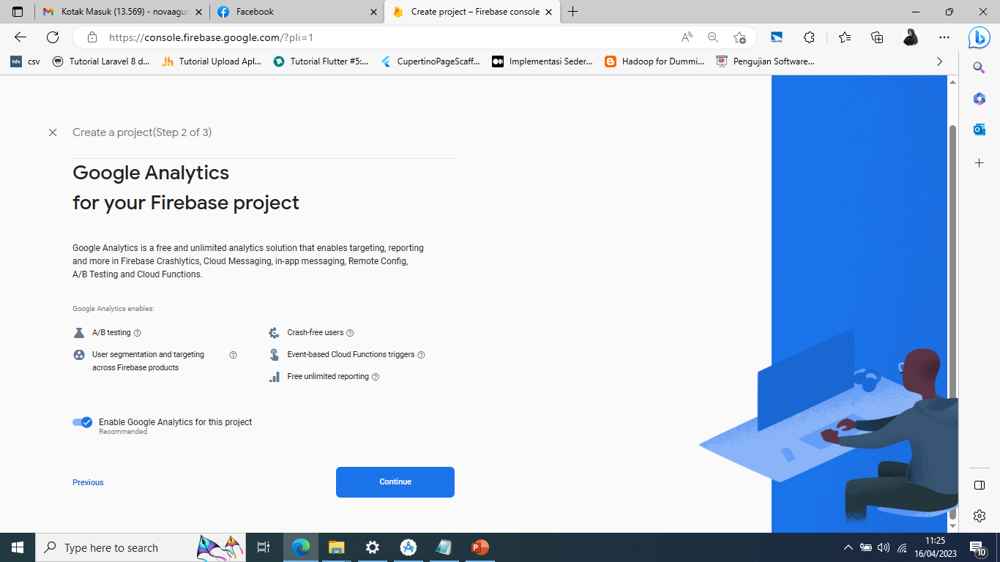 Kotak Masuk (13.569) - novaagus
Facebook
Create project – Firebase console
https://console.firebase.google.com/?pli=1
tds csv
Tutorial Laravel 8 d...
Jh Tutorial Upload Apl...
Tutorial Flutter #5:...
CupertinoPageScaff...
Implementasi Seder...
Hadoop for Dummi...
Pengujian Software...
Create a project(Step 2 of 3)
Google Analytics
for your Firebase project
Google Analytics is a free and unlimited analytics solution that enables targeting, reporting
and more in Firebase Crashlytics, Cloud Messaging, in-app messaging, Remote Config,
A/B Testing and Cloud Functions.
Google Analytics enables:
A/B testing
Crash-free users
User segmentation and targeting
across Firebase products
Event-based Cloud Functions triggers
Free unlimited reporting
Enable Google Analytics for this project
Recommended
Previous
Continue
Type here to search
11:25
16/04/2023
10